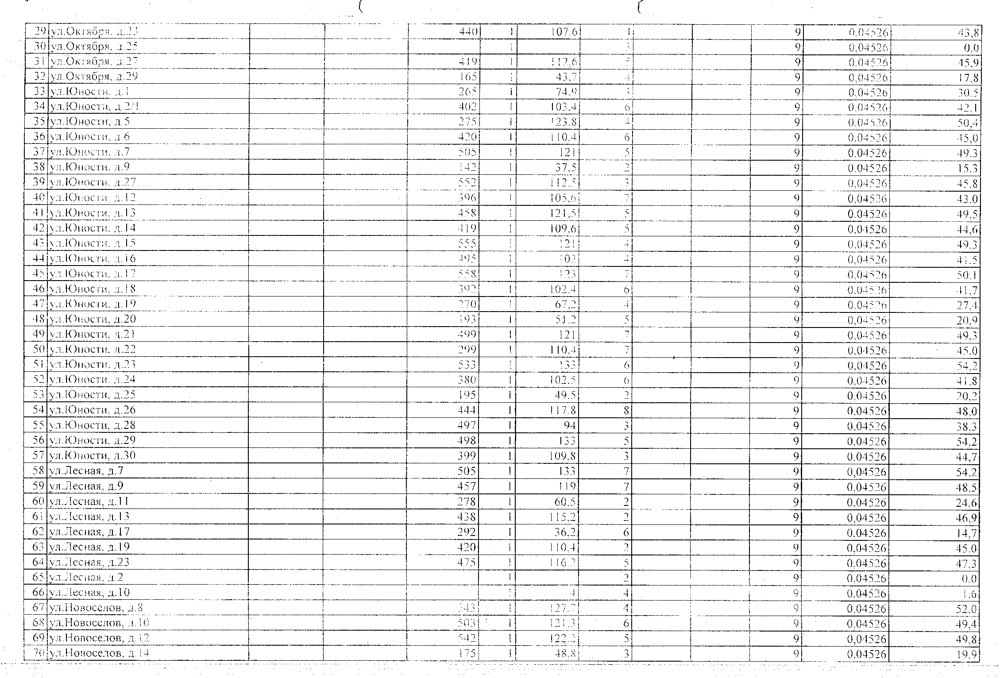 29 ул.Октября, д.23 440 1 107,6 4 9 0,04526 43,8
30 ул.Октября, д.25 1 3 9 0,04526 0,0
31 ул.Октября, д.27 419 1 112,6 5 9 0,04526 45,9
32 ул.Октября, д.29 165 1 43,7 4 9 0,04526 17,8
33 ул.Юности, д.1 265 1 74,9 3 9 0,04526 30,5
34 ул.Юности, д.2/1 402 1 103,4 6 9 0,04526 42,1
35 ул.Юности, д.5 275 1 123,8 4 9 0,04526 50,4
36 ул.Юности, д.6 420 1 110,4 6 9 0,04526 45,0
37 ул.Юности, д.7 505 1 121 5 9 0,04526 49,3
38 ул.Юности, д.9 142 1 37,5 2 9 0,04526 15,3
39 ул.Юности, д.27 552 1 112,5 3 9 0,04526 45,8
40 ул.Юности, д.12 396 1 105,6 7 9 0,04526 43,0
41 ул.Юности, д.13 458 1 121,5 5 9 0,04526 49,5
42 ул.Юности, д.14 419 1 109,6 5 9 0,04526 44,6
43 ул.Юности, д.15 555 1 121 4 9 0,04526 49,3
44 ул.Юности, д.16 495 1 102 4 9 0,04526 41,5
45 ул.Юности, д.17 558 1 123 7 9 0,04526 50,1
46 ул.Юности, д.18 392 1 102,4 6 9 0,04526 41,7
47 ул.Юности, д.19 270 1 67,2 4 9 0,04526 27,4
48 ул.Юности, д.20 193 1 51,2 5 9 0,04526 20,9
49 ул.Юности, д.21 499 1 121 7 9 0,04526 49,3
50 ул.Юности, д.22 299 1 110,4 7 9 0,04526 45,0
51 ул.Юности, д.23 533 1 133 6 9 0,04526 54,2
52 ул.Юности, д.24 380 1 102,5 6 9 0,04526 41,8
53 ул.Юности, д.25 195 1 49,5 2 9 0,04526 20,2
54 ул.Юности, д.26 444 1 117,8 8 9 0,04526 48,0
55 ул.Юности, д.28 497 1 94 3 9 0,04526 38,3
56 ул.Юности, д.29 498 1 133 5 9 0,04526 54,2
57 ул.Юности, д.30 399 1 109,8 3 9 0,04526 44,7
58 ул.Лесная, д.7 505 1 133 7 9 0,04526 54,2
59 ул.Лесная, д.9 457 1 119 7 9 0,04526 48,5
60 ул.Лесная, д.11 278 1 60,5 2 9 0,04526 24,6
61 ул.Лесная, д.13 438 1 115,2 2 9 0,04526 46,9
62 ул.Лесная, д.17 292 1 36,2 6 9 0,04526 14,7
63 ул.Лесная, д.19 420 1 110,4 2 9 0,04526 45,0
64 ул.Лесная, д.23 475 1 116,2 5 9 0,04526 47,3
65 ул.Лесная, д.2 1 2 9 0,04526 0,0
66 ул.Лесная, д.10 1 4 4 9 0,04526 1,6
67 ул.Новоселов, д.8 343 1 127,7 4 9 0,04526 52,0
68 ул.Новоселов, д.10 503 1 121,3 6 9 0,04526 49,4
69 ул.Новоселов, д.12 542 1 122,2 5 9 0,04526 49,8
70 ул.Новоселов, д.14 175 1 48,8 3 9 0,04526 19,9